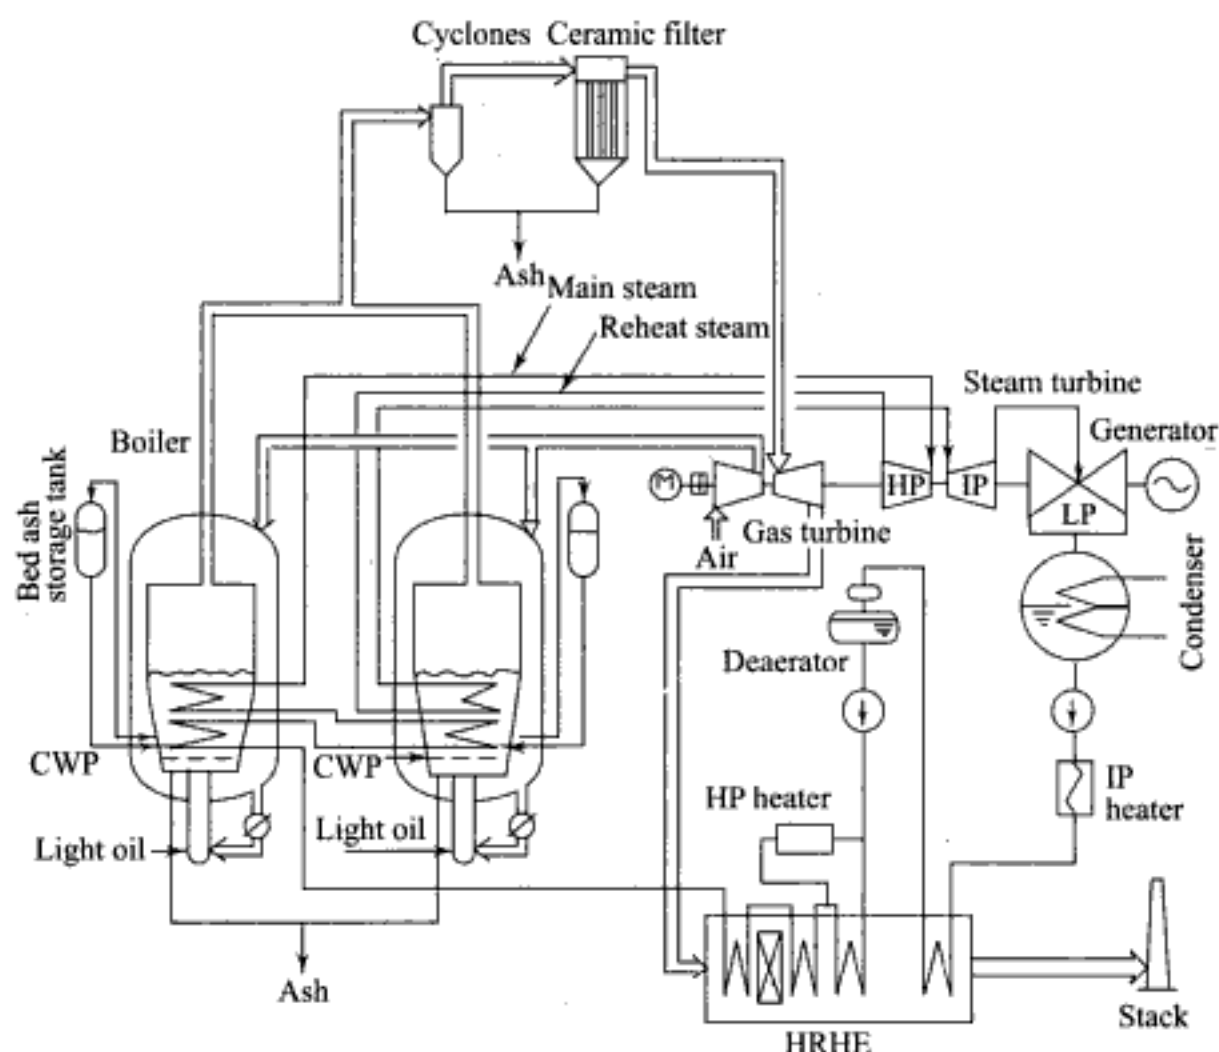 Cyclones Ceramic filter
Ash
Main steam
Reheat steam
Steam turbine
Boiler
Generator
Bed ash
storage tank
M
HP
IP
LP
Gas turbine
Air
Condenser
Deaerator
CWP
CWP
IP
heater
HP heater
Light oil
Light oil
Ash
HRHE
Stack